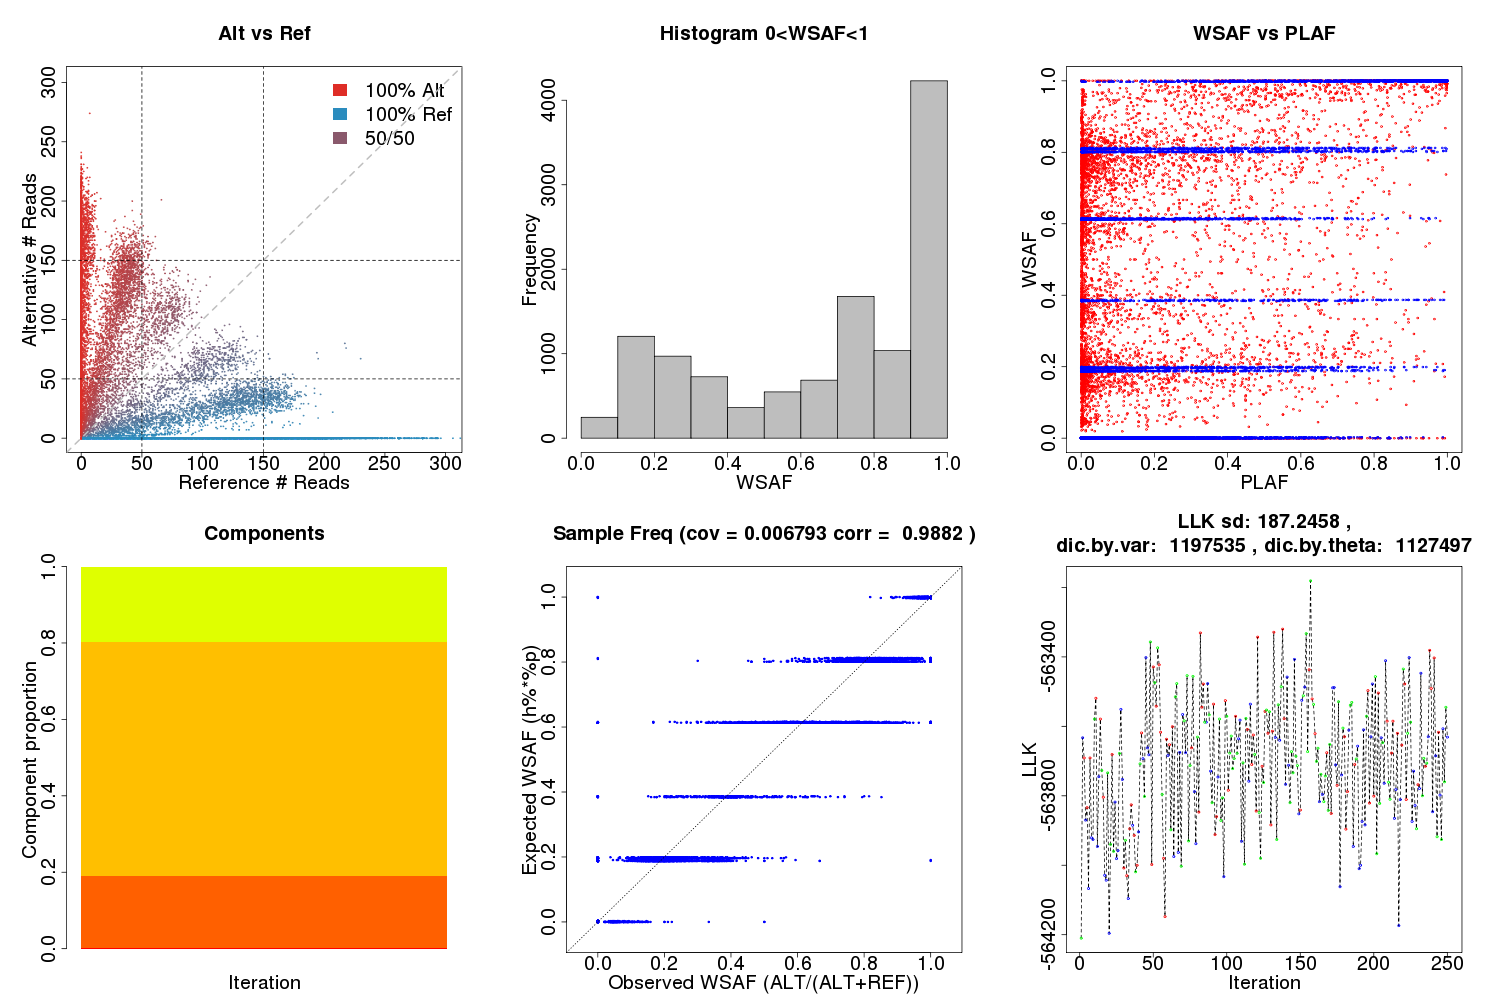 Alt vs Ref
300
250
200
150
100
50
0
Alternative # Reads
100% Alt
100% Ref
50/50
0 50 100 150 200 250 300
Reference # Reads
Histogram 0<WSAF<1
4000
3000
2000
1000
0
Frequency
0.0 0.2 0.4 0.6 0.8 1.0
WSAF
WSAF vs PLAF
1.0
0.8
0.6
0.4
0.2
0.0
WSAF
0.0 0.2 0.4 0.6 0.8 1.0
PLAF
Components
1.0
0.8
0.6
0.4
0.2
0.0
Component proportion
Iteration
Sample Freq (cov = 0.006793 corr = 0.9882 )
1.0
0.8
0.6
0.4
0.2
0.0
Expected WSAF (h%*%p)
0.0 0.2 0.4 0.6 0.8 1.0
Observed WSAF (ALT/(ALT+REF))
LLK sd: 187.2458 ,
dic.by.var: 1197535 , dic.by.theta: 1127497
-563400
-563800
-564200
LLK
0 50 100 150 200 250
Iteration